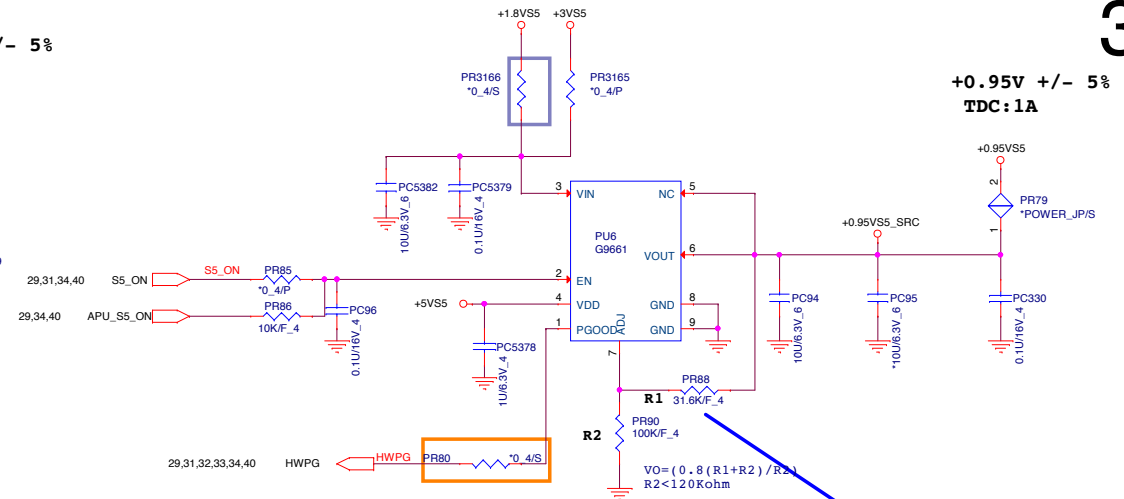 /- 5%
3
+1.8VS5
+3VS5
PR3166
*0_4/S
PR3165
*0_4/P
+0.95V +/- 5%
TDC:1A
+0.95VS5
2
PR79
*POWER_JP/S
1
PC5382
10U/6.3V_6
PC5379
0.1U/16V_4
3
VIN
NC
5
PU6
G9661
+0.95VS5_SRC
VOUT
6
29,31,34,40
S5_ON
S5_ON
PR85
*0_4/P
2
EN
29,34,40
APU_S5_ON
PR86
10K/F_4
PC96
0.1U/16V_4
+5VS5
4
VDD
GND
8
1
PGOOD
ADJ
GND
9
7
PC5378
1U/6.3V_4
PC94
10U/6.3V_6
PC95
*10U/6.3V_6
PC330
0.1U/16V_4
PR88
R1
31.6K/F_4
R2
PR90
100K/F_4
29,31,32,33,34,40
HWPG
HWPG
PR80
*0_4/S
VO=(0.8(R1+R2)/R2)
R2<120Kohm